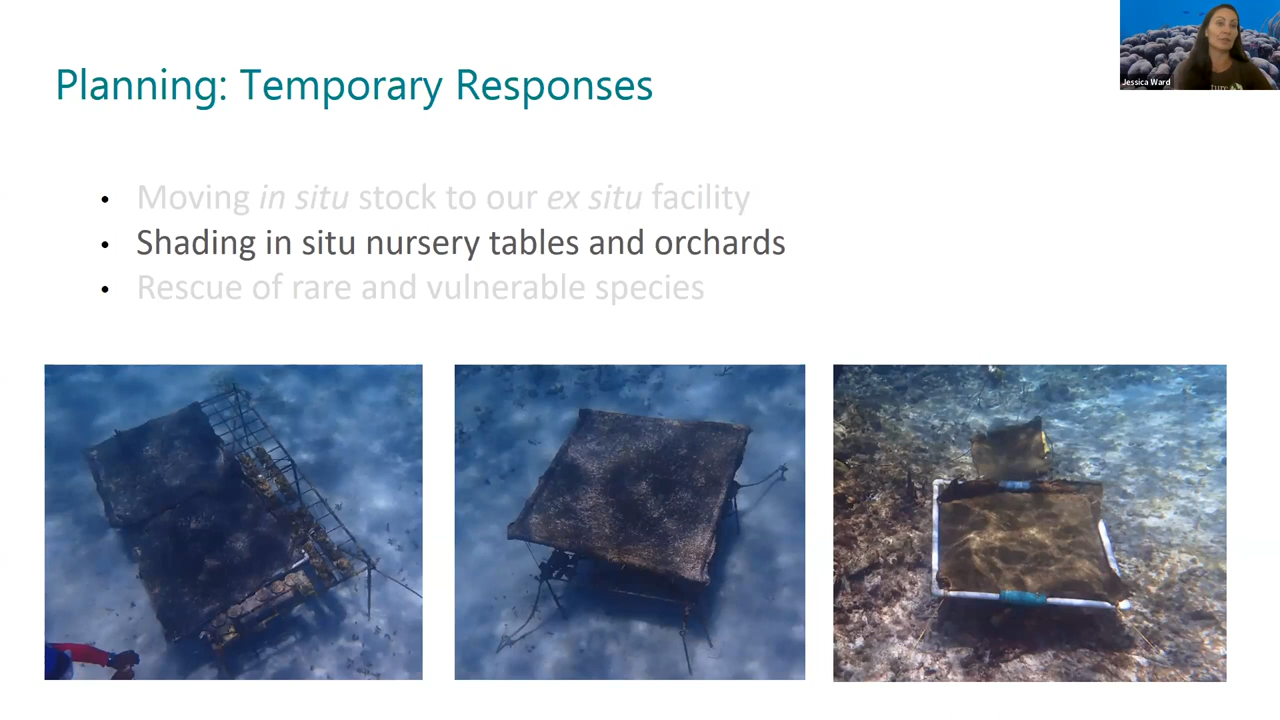 Planning: Temporary Responses
Jessica Ward
Moving in situ stock to our ex situ facility
Shading in situ nursery tables and orchards
Rescue of rare and vulnerable species